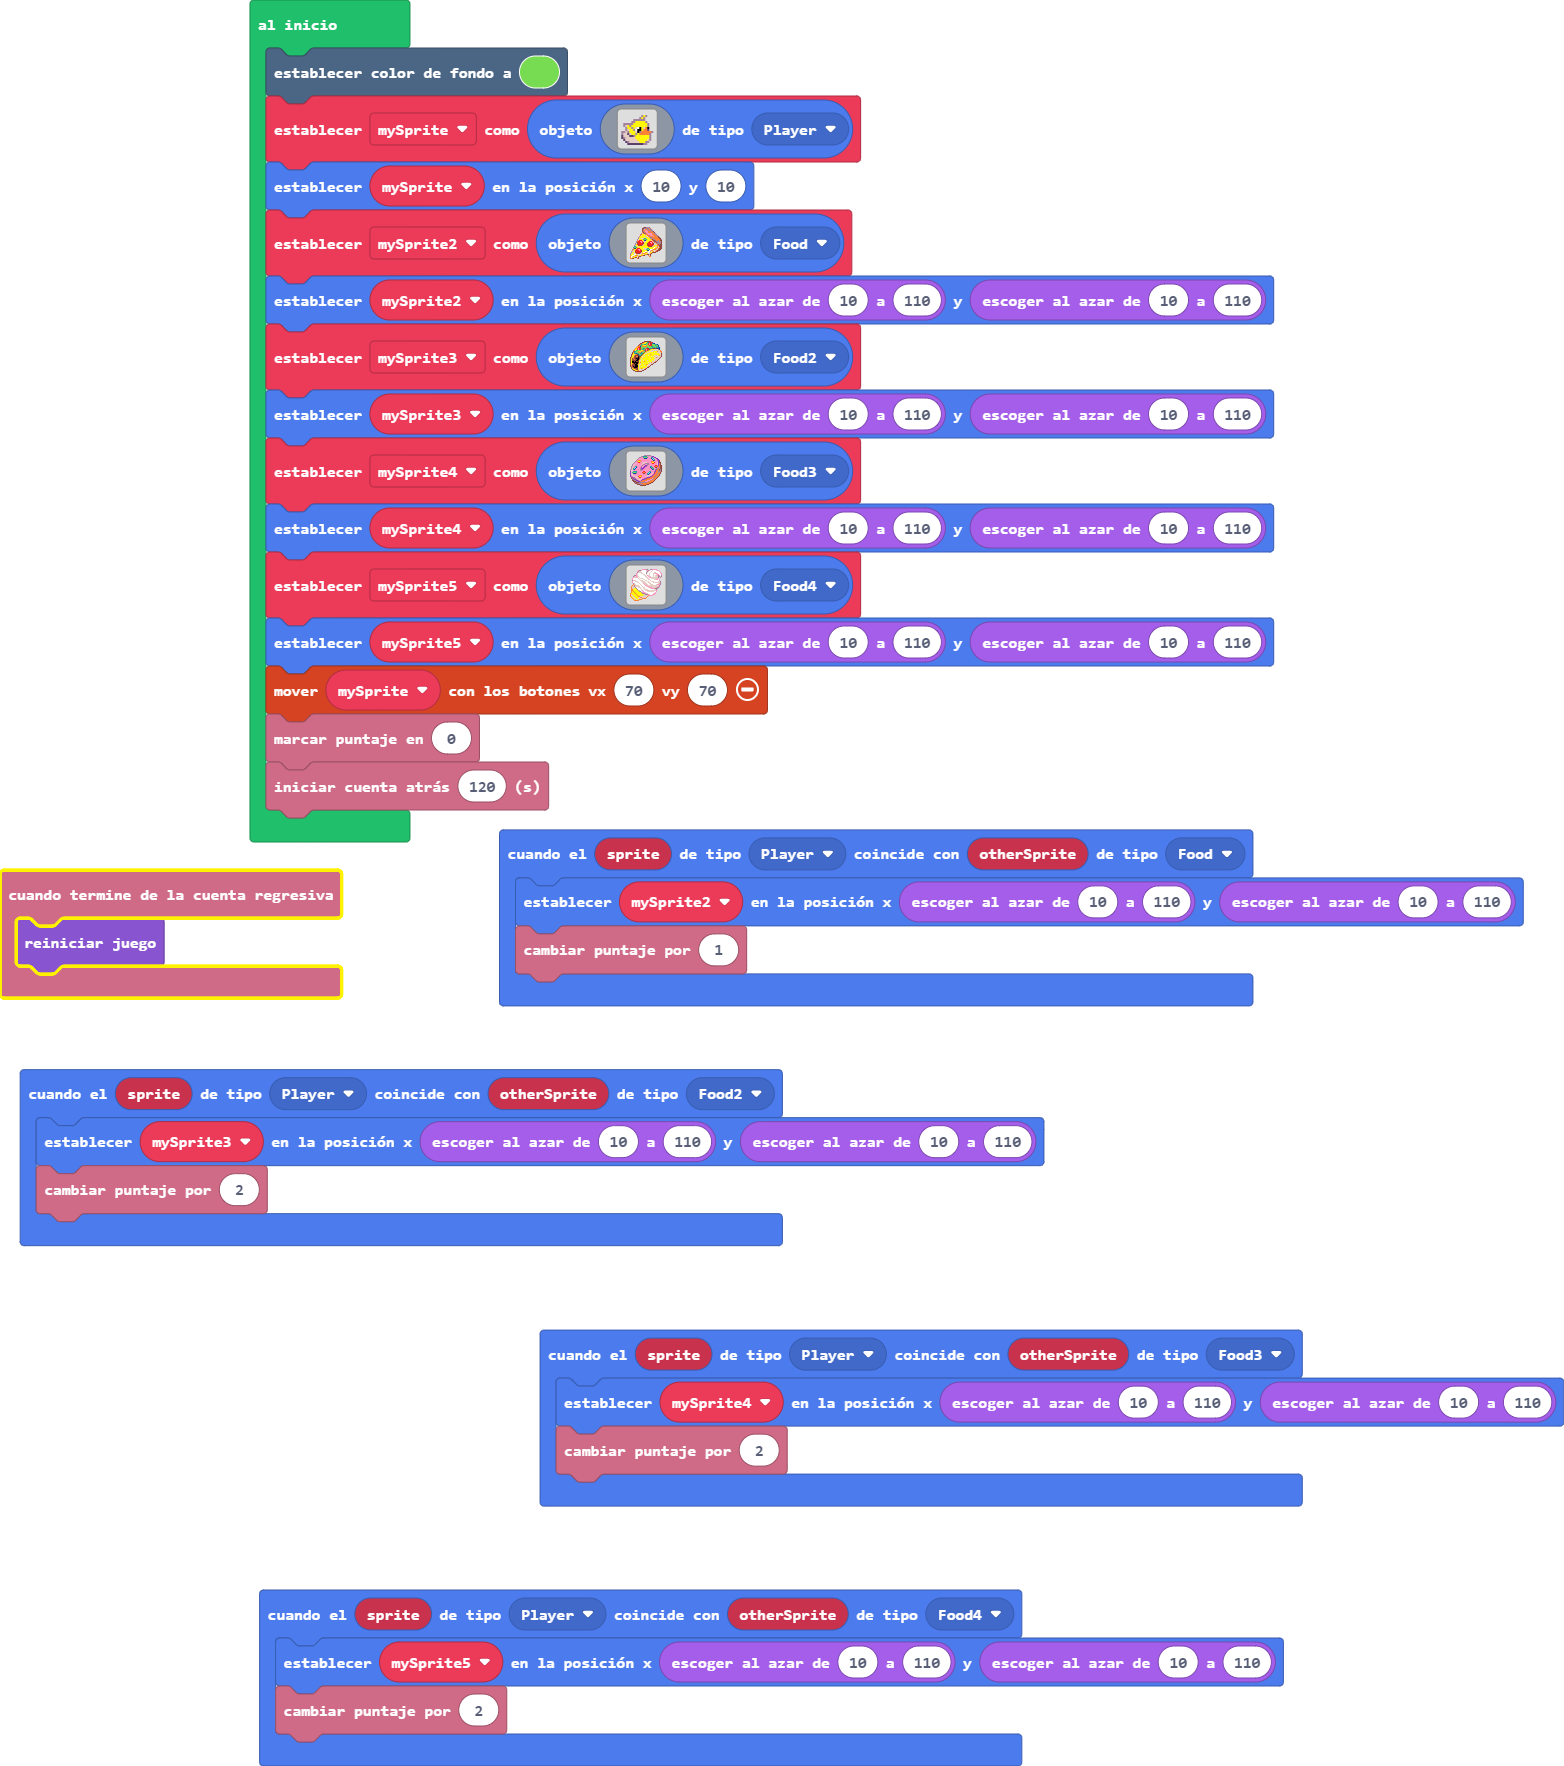 al inicio
establecer color de fondo a
establecer mySprite como objeto de tipo Player
establecer mySprite en la posición x 10 y 10
establecer mySprite2 como objeto de tipo Food
establecer mySprite2 en la posición x escoger al azar de 10 a 110 y escoger al azar de 10 a 110
establecer mySprite3 como objeto de tipo Food2
establecer mySprite3 en la posición x escoger al azar de 10 a 110 y escoger al azar de 10 a 110
establecer mySprite4 como objeto de tipo Food3
establecer mySprite4 en la posición x escoger al azar de 10 a 110 y escoger al azar de 10 a 110
establecer mySprite5 como objeto de tipo Food4
establecer mySprite5 en la posición x escoger al azar de 10 a 110 y escoger al azar de 10 a 110
mover mySprite con los botones vx 70 vy 70
marcar puntaje en 0
iniciar cuenta atrás 120 (s)
cuando termine de la cuenta regresiva
reiniciar juego
cuando el sprite de tipo Player coincide con otherSprite de tipo Food
establecer mySprite2 en la posición x escoger al azar de 10 a 110 y escoger al azar de 10 a 110
cambiar puntaje por 1
cuando el sprite de tipo Player coincide con otherSprite de tipo Food2
establecer mySprite3 en la posición x escoger al azar de 10 a 110 y escoger al azar de 10 a 110
cambiar puntaje por 2
cuando el sprite de tipo Player coincide con otherSprite de tipo Food3
establecer mySprite4 en la posición x escoger al azar de 10 a 110 y escoger al azar de 10 a 110
cambiar puntaje por 2
cuando el sprite de tipo Player coincide con otherSprite de tipo Food4
establecer mySprite5 en la posición x escoger al azar de 10 a 110 y escoger al azar de 10 a 110
cambiar puntaje por 2